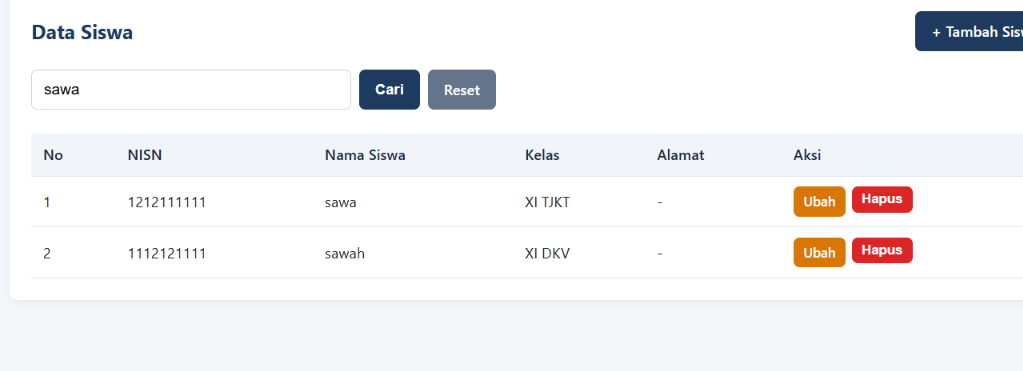 Data Siswa
+ Tambah
sawa
Cari
Reset
No NISN Nama Siswa Kelas Alamat Aksi
1 1212111111 sawa XI TJKT - Ubah Hapus
2 1112121111 sawah XI DKV - Ubah Hapus